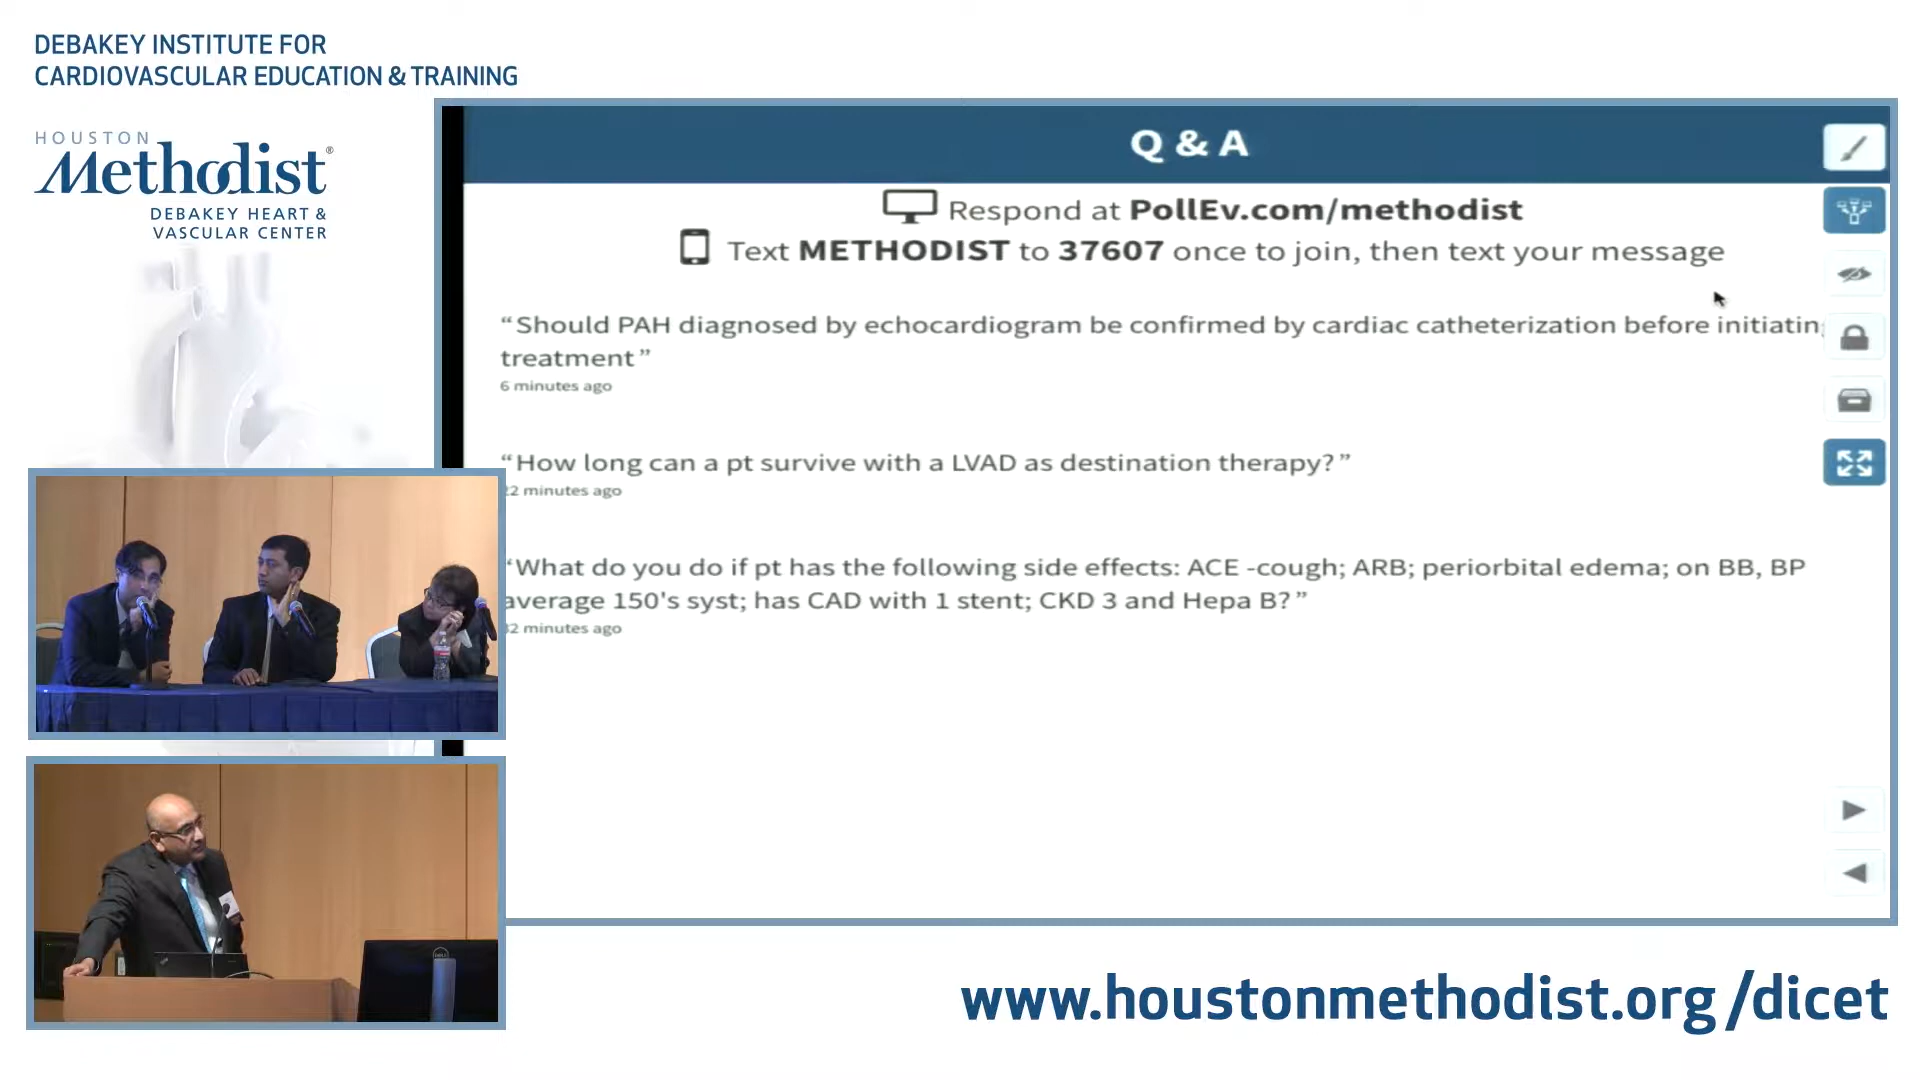 DEBAKEY INSTITUTE FOR
CARDIOVASCULAR EDUCATION & TRAINING
HOUSTON
Methodist®
DEBAKEY HEART &
VASCULAR CENTER
Q & A
Respond at PollEv.com/methodist
Text METHODIST to 37607 once to join, then text your message
“Should PAH diagnosed by echocardiogram be confirmed by cardiac catheterization before initiating
treatment”
6 minutes ago
“How long can a pt survive with a LVAD as destination therapy?”
22 minutes ago
“What do you do if pt has the following side effects: ACE -cough; ARB; periorbital edema; on BB, BP
average 150's syst; has CAD with 1 stent; CKD 3 and Hepa B?”
minutes ago
www.houstonmethodist.org/dicet